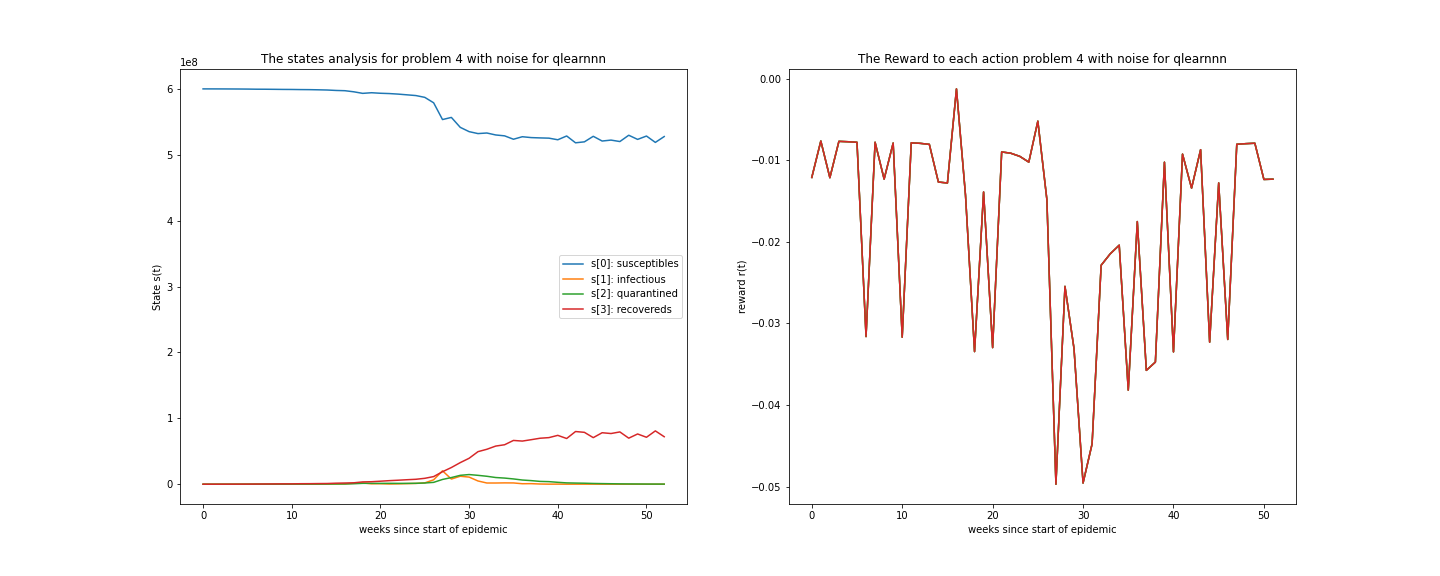 The states analysis for problem 4 with noise for qlearnnn
1e8
6
5
4
3
2
1
0
State s(t)
s[0]: susceptibles
s[1]: infectious
s[2]: quarantined
s[3]: recovereds
0 10 20 30 40 50
weeks since start of epidemic
The Reward to each action problem 4 with noise for qlearnnn
0.00
−0.01
−0.02
−0.03
−0.04
−0.05
reward r(t)
0 10 20 30 40 50
weeks since start of epidemic